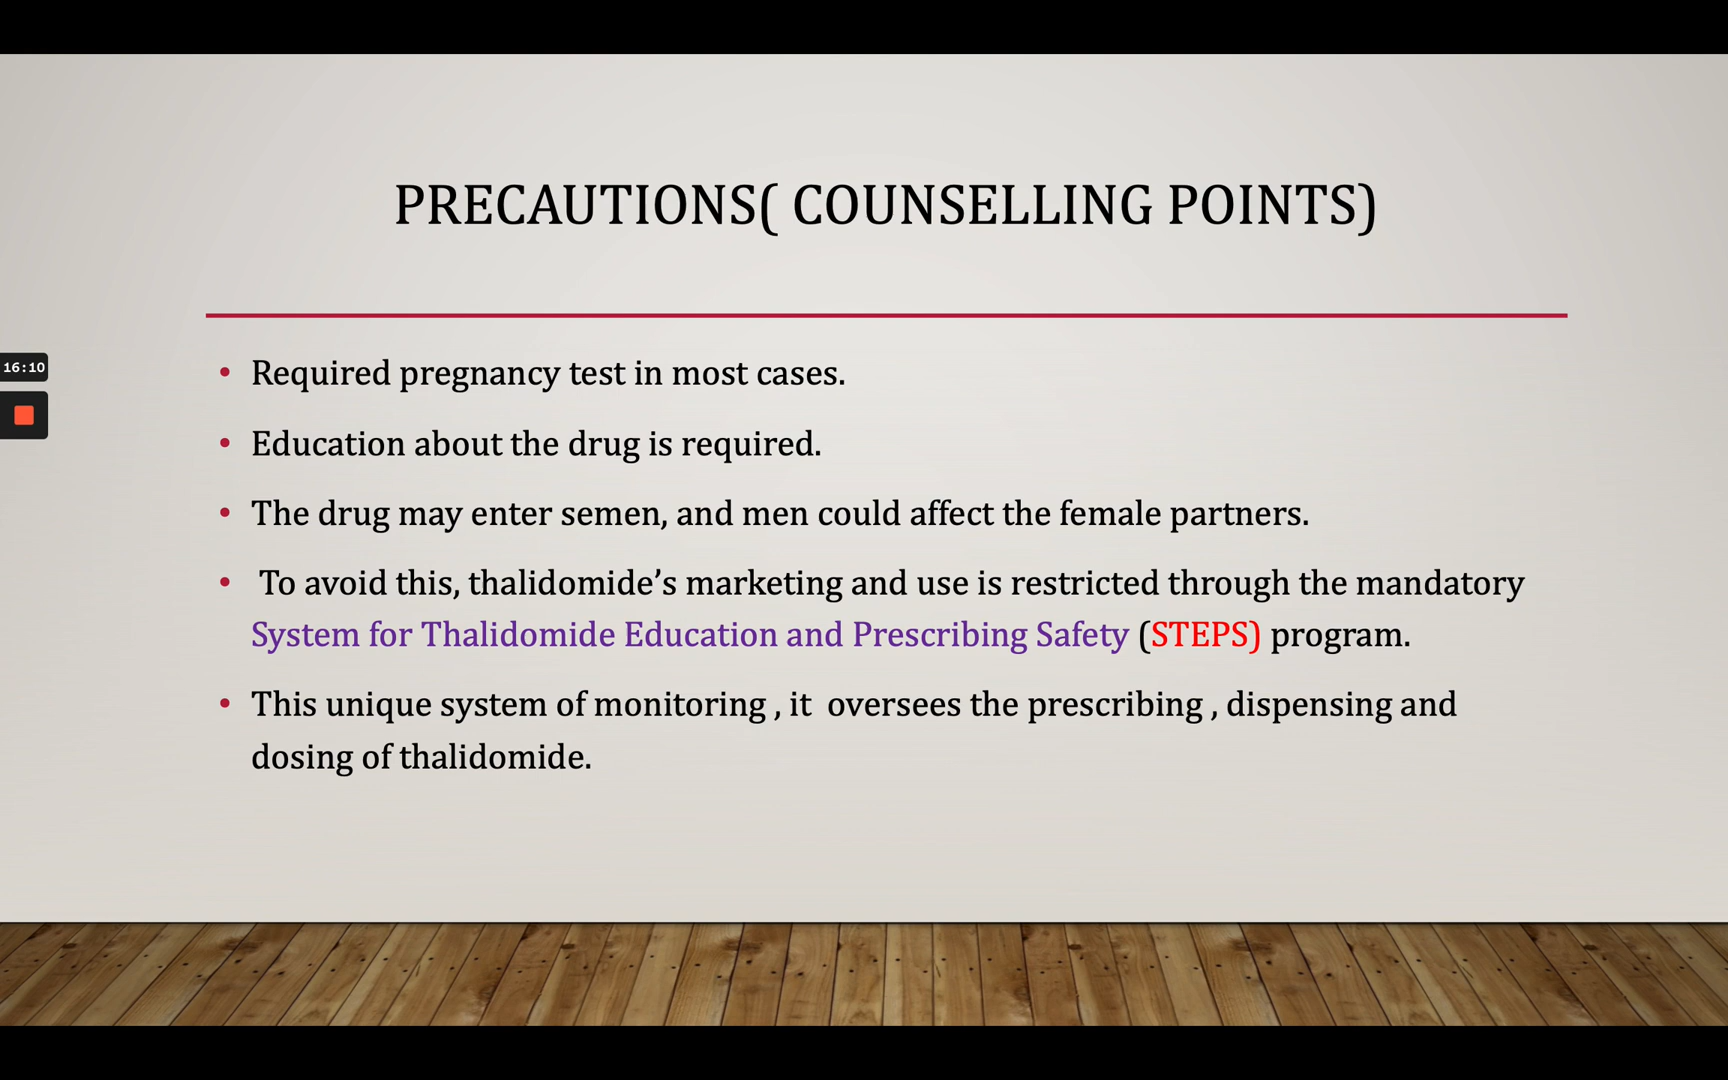 PRECAUTIONS( COUNSELLING POINTS)
16:10
• Required pregnancy test in most cases.
• Education about the drug is required.
• The drug may enter semen, and men could affect the female partners.
• To avoid this, thalidomide’s marketing and use is restricted through the mandatory
System for Thalidomide Education and Prescribing Safety (STEPS) program.
• This unique system of monitoring , it  oversees the prescribing , dispensing and
dosing of thalidomide.